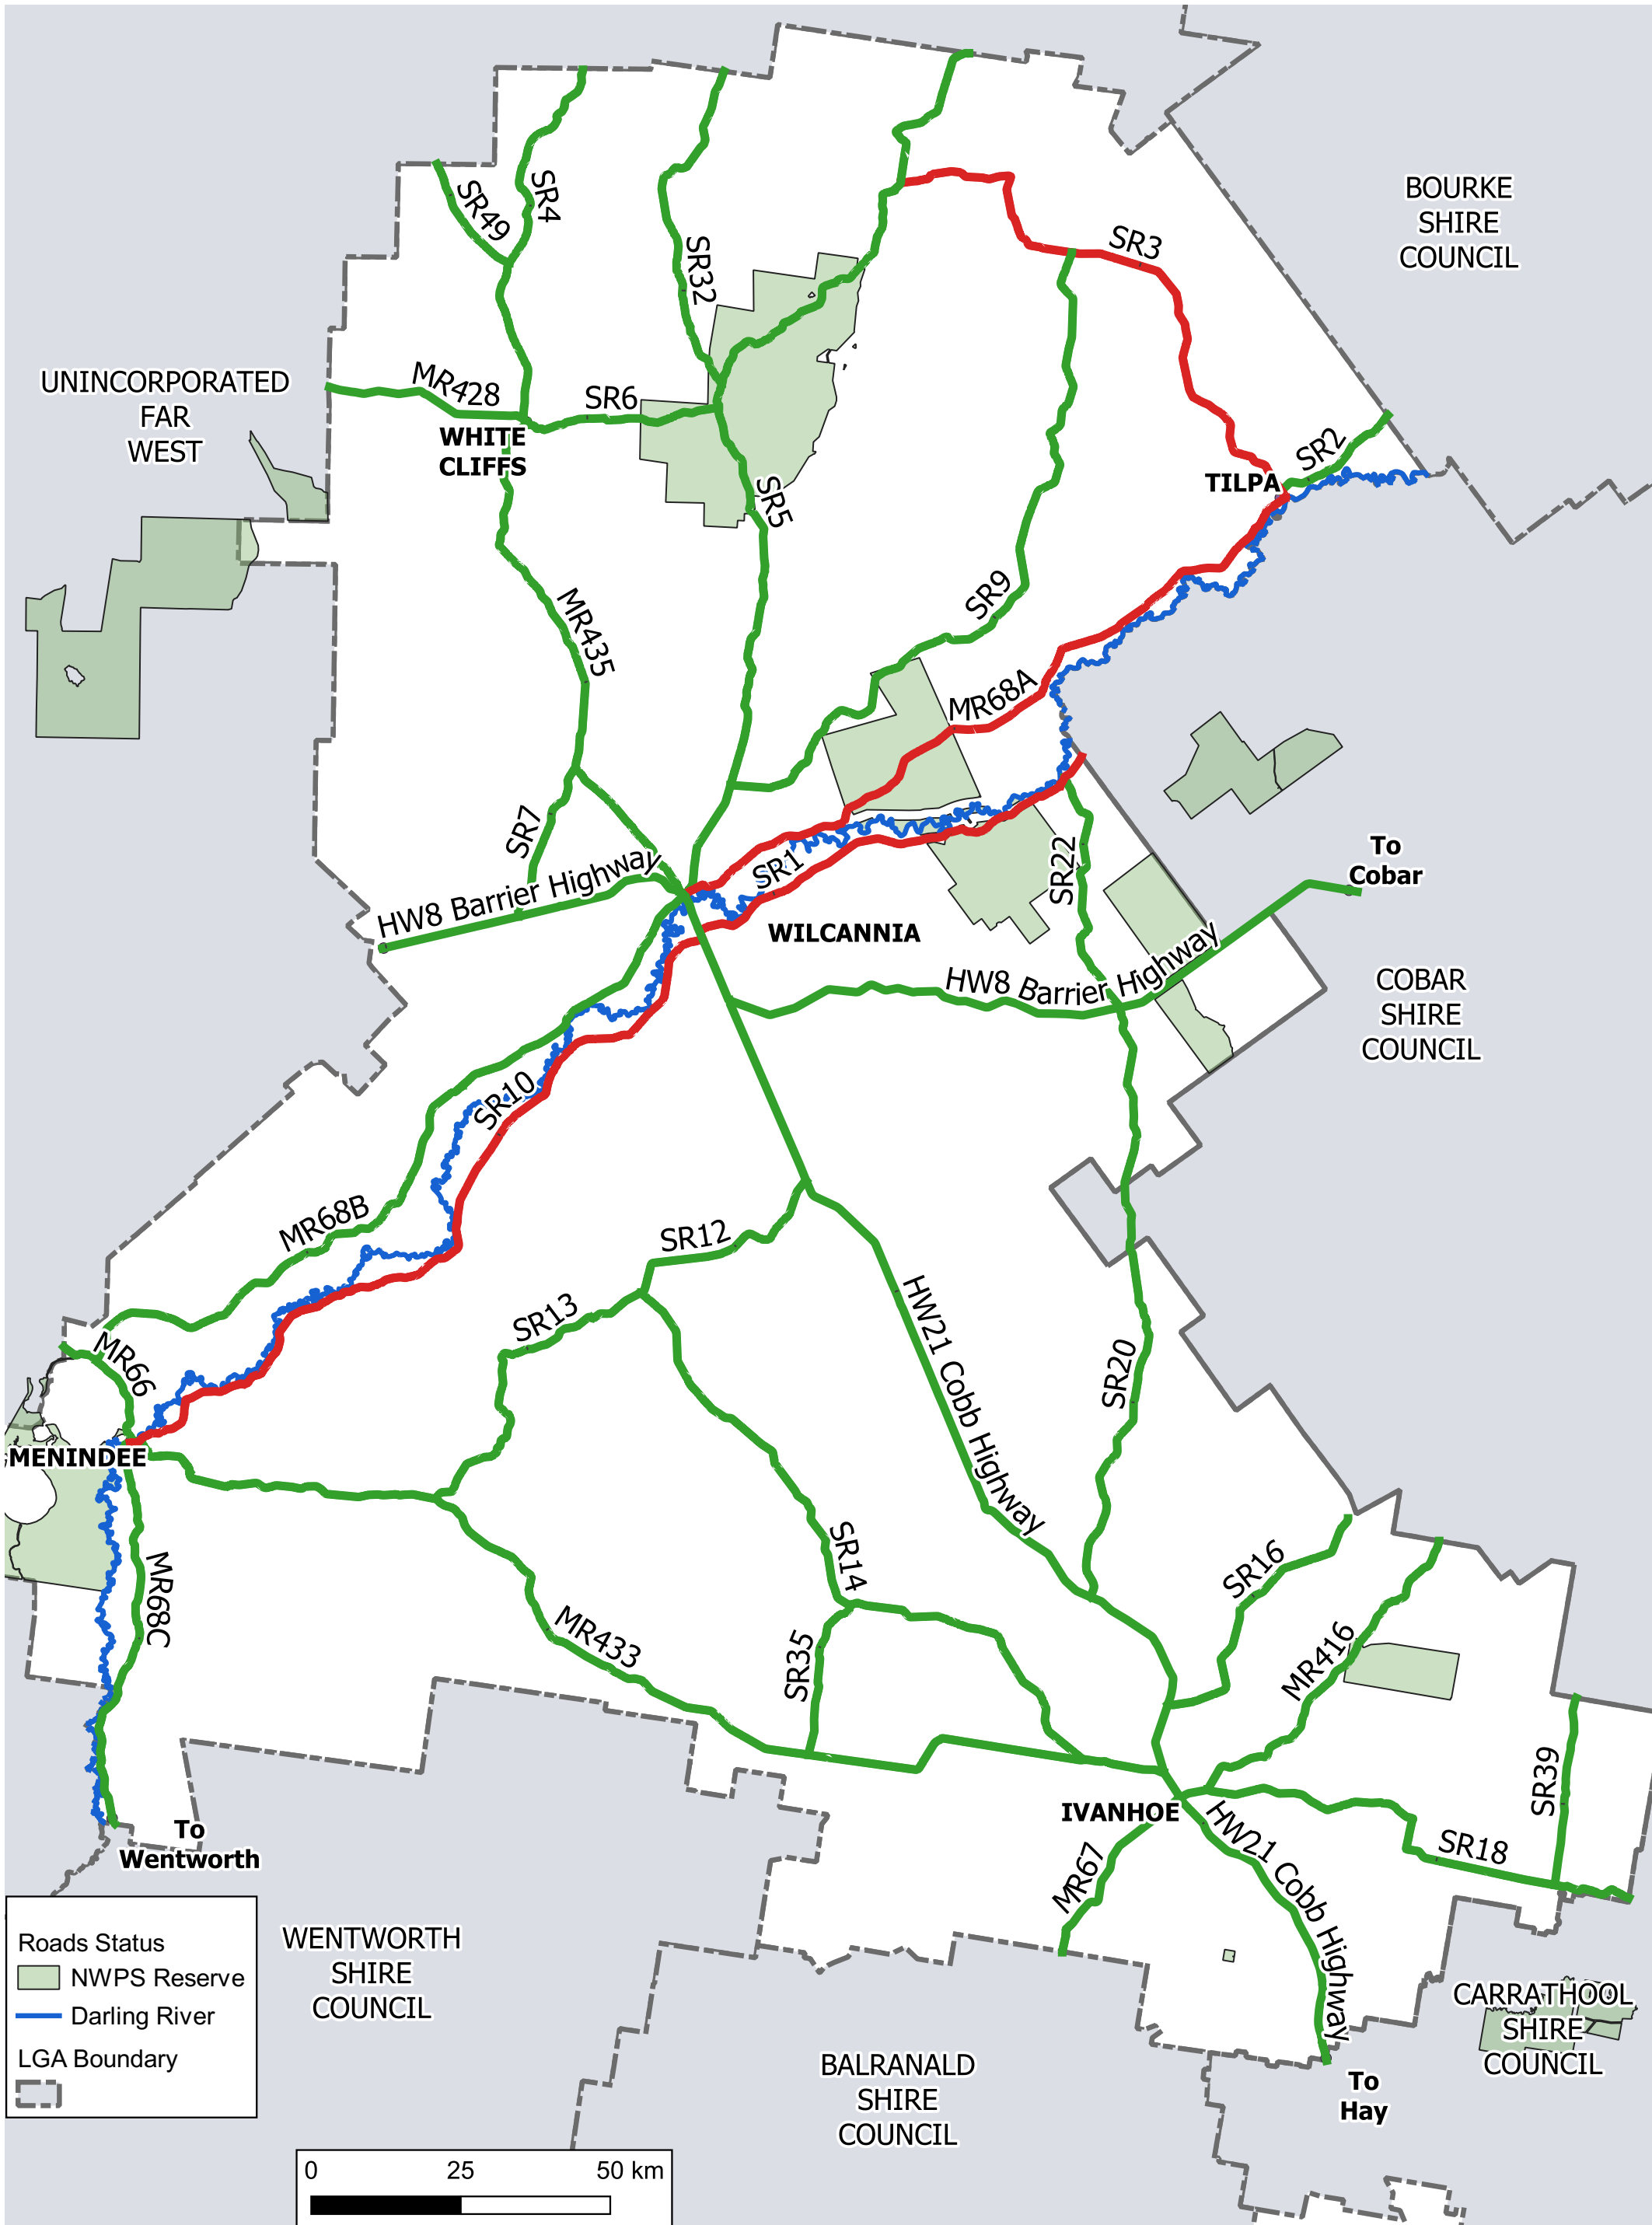 BOURKE
SHIRE
COUNCIL
SR49
SR4
SR32
SR3
UNINCORPORATED
FAR
WEST
MR428
SR6
WHITE
CLIFFS
SR5
SR2
TILPA
MR435
SR9
MR68A
SR7
SR1
SR22
HW8 Barrier Highway
To
Cobar
WILCANNIA
HW8 Barrier Highway
COBAR
SHIRE
COUNCIL
SR10
MR68B
SR12
SR13
HW21 Cobb Highway
SR20
MR66
MENINDEE
MR68C
SR14
SR16
MR433
SR35
MR416
SR39
IVANHOE
HW21 Cobb Highway
SR18
MR67
To
Wentworth
Roads Status
NWPS Reserve
Darling River
LGA Boundary
WENTWORTH
SHIRE
COUNCIL
BALRANALD
SHIRE
COUNCIL
CARRATHOOL
SHIRE
COUNCIL
To
Hay
0 25 50 km